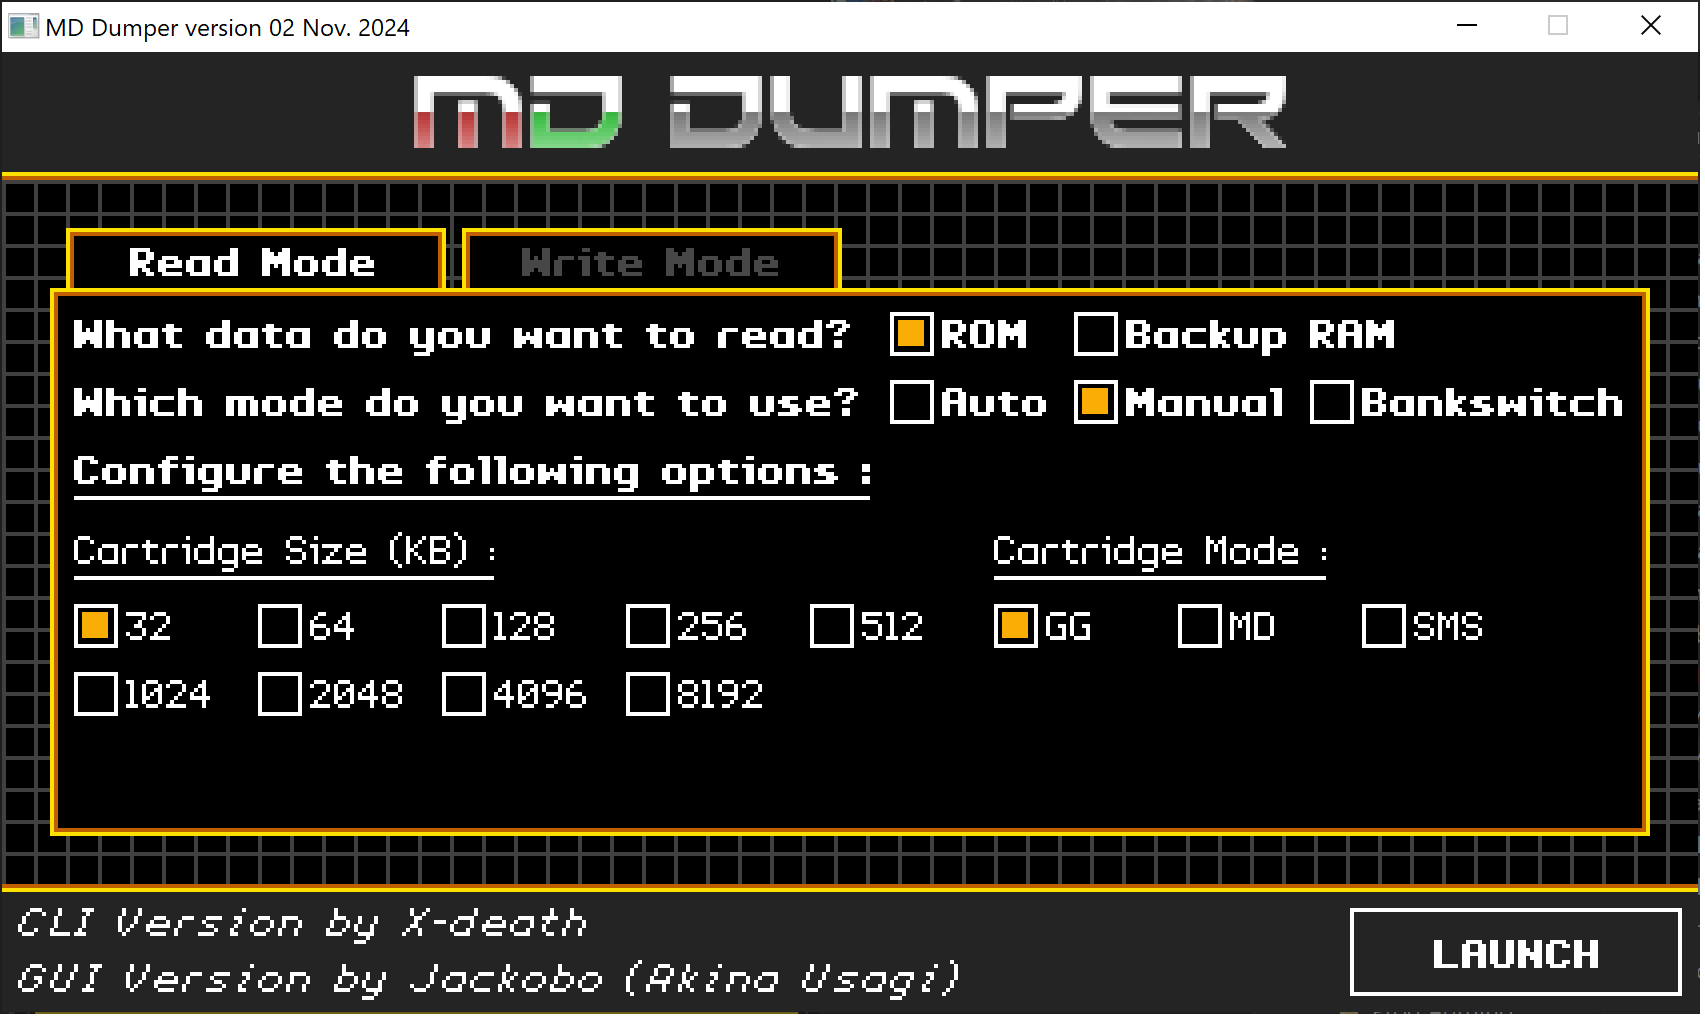 MD Dumper version 02 Nov. 2024
MD DUMPER
Read Mode Write Mode
What data do you want to read? ROM Backup RAM
Which mode do you want to use? Auto Manual Bankswitch
Configure the following options :
Cartridge Size (KB) : Cartridge Mode :
32 64 128 256 512 GG MD SMS
1024 2048 4096 8192
CLI Version by X-death
GUI Version by Jackobo (Akina Usagi)
LAUNCH